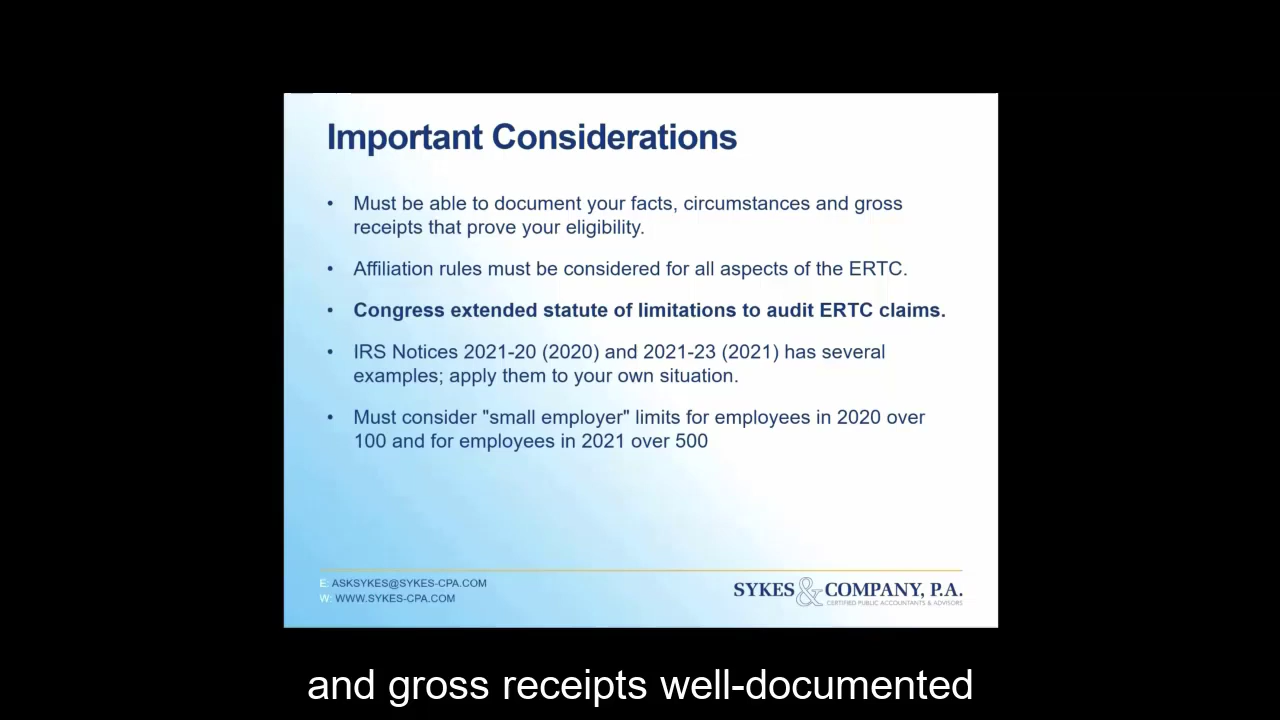 Important Considerations
• Must be able to document your facts, circumstances and gross
receipts that prove your eligibility.
• Affiliation rules must be considered for all aspects of the ERTC.
• Congress extended statute of limitations to audit ERTC claims.
• IRS Notices 2021-20 (2020) and 2021-23 (2021) has several
examples; apply them to your own situation.
• Must consider "small employer" limits for employees in 2020 over
100 and for employees in 2021 over 500
E: ASKSYKES@SYKES-CPA.COM
W: WWW.SYKES-CPA.COM
SYKES & COMPANY, P.A.
CERTIFIED PUBLIC ACCOUNTANTS & ADVISORS
and gross receipts well-documented